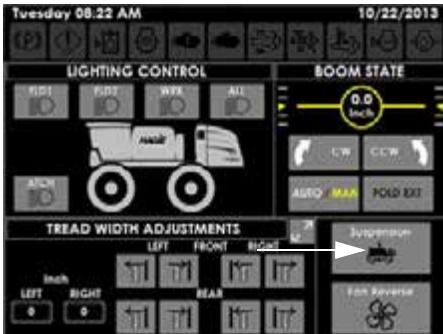 Tuesday 08:22 AM 10/22/2013
(P)
LIGHTING CONTROL
FLD1 FLD2 WRK ALL
HAGIE
BOOM STATE
0.0
Inch
CW CCW
AUTO / MAN FOLD EXT
TREAD WIDTH ADJUSTMENTS
LEFT FRONT RIGHT
Inch
LEFT RIGHT REAR
0 0
Suspension
Fan Reverse